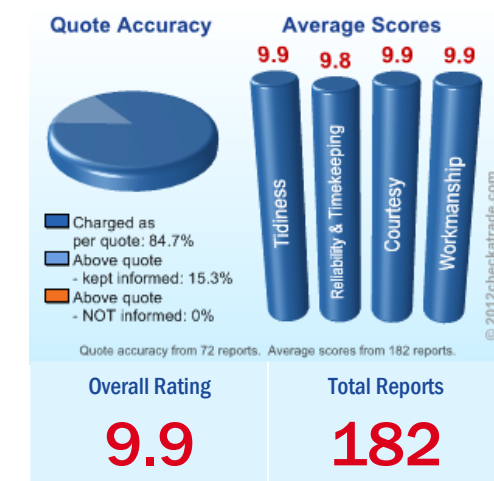 Quote Accuracy
Average Scores
9.9
9.8
9.9
9.9
Tidiness
Reliability & Timekeeping
Courtesy
Workmanship
Charged as
per quote: 84.7%
Above quote
- kept informed: 15.3%
Above quote
- NOT informed: 0%
© 2012checkatrade.com
Quote accuracy from 72 reports. Average scores from 182 reports.
Overall Rating
Total Reports
9.9
182